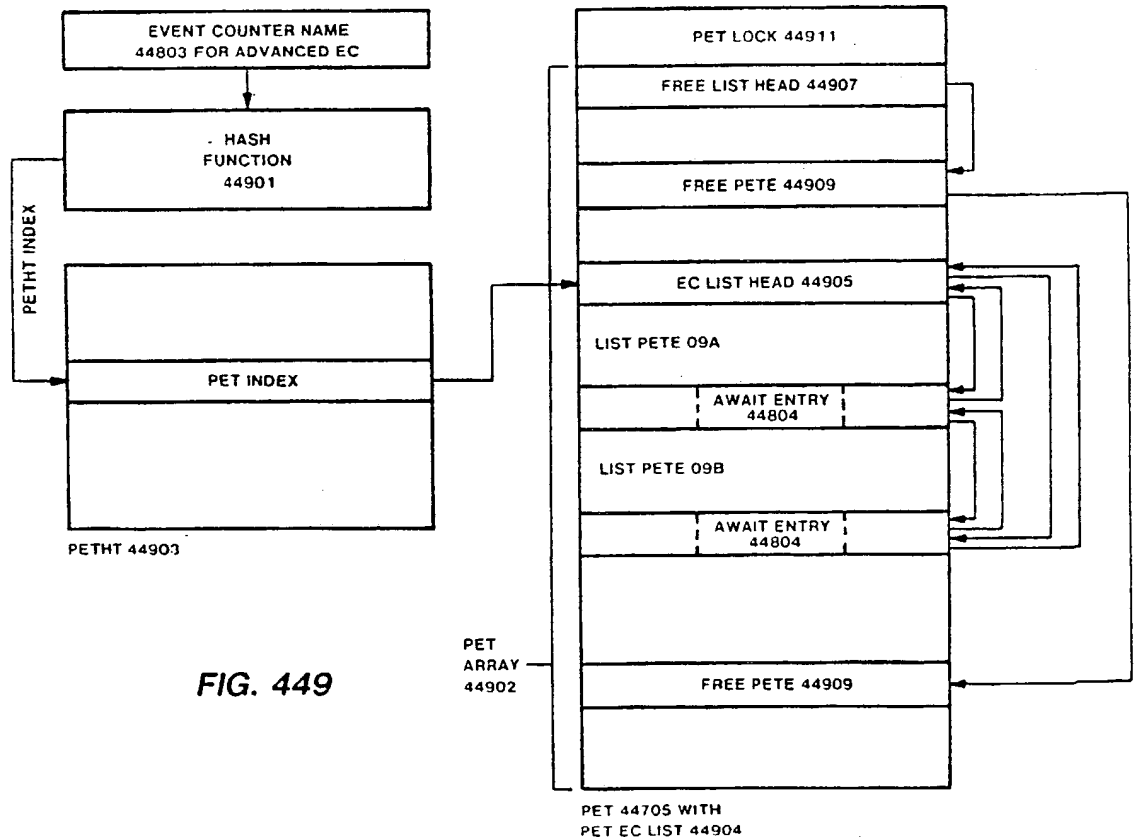 EVENT COUNTER NAME
44803 FOR ADVANCED EC
HASH
FUNCTION
44901
PETHT INDEX
PET INDEX
PETHT 44903
FIG. 449
PET LOCK 44911
FREE LIST HEAD 44907
FREE PETE 44909
EC LIST HEAD 44905
LIST PETE 09A
AWAIT ENTRY
44804
LIST PETE 09B
AWAIT ENTRY
44804
PET
ARRAY
44902
FREE PETE 44909
PET 44705 WITH
PET EC LIST 44904